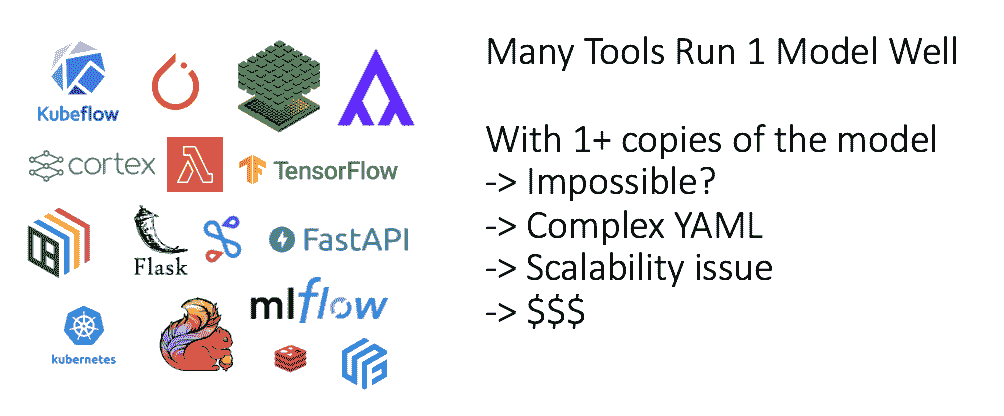 Many Tools Run 1 Model Well
With 1+ copies of the model
-> Impossible?
-> Complex YAML
-> Scalability issue
-> $$$
Kubeflow
cortex
TensorFlow
Flask
FastAPI
mlflow
kubernetes